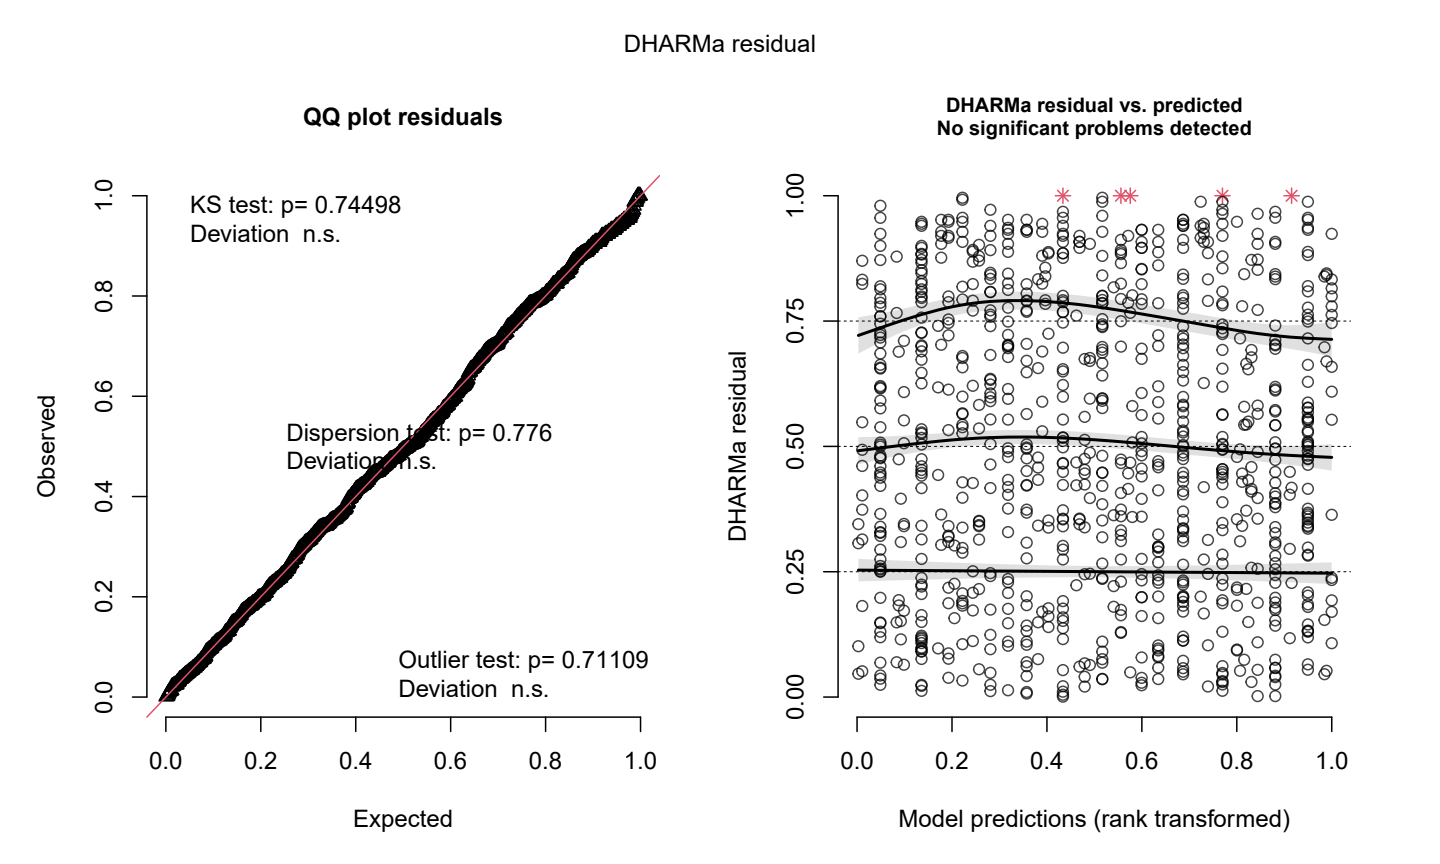 DHARMa residual
QQ plot residuals
KS test: p= 0.74498
Deviation  n.s.
Dispersion test: p= 0.776
Deviation  n.s.
Outlier test: p= 0.71109
Deviation  n.s.
Observed
0.0
0.2
0.4
0.6
0.8
1.0
0.0 0.2 0.4 0.6 0.8 1.0
Expected
DHARMa residual vs. predicted
No significant problems detected
DHARMa residual
0.00
0.25
0.50
0.75
1.00
0.0 0.2 0.4 0.6 0.8 1.0
Model predictions (rank transformed)